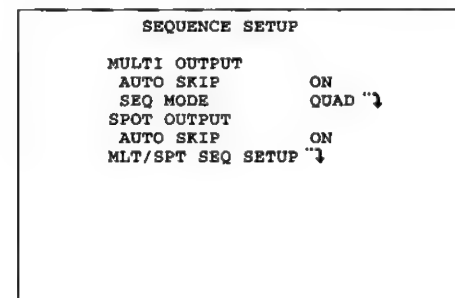 SEQUENCE SETUP
MULTI OUTPUT
AUTO SKIP ON
SEQ MODE QUAD
SPOT OUTPUT
AUTO SKIP ON
MLT/SPT SEQ SETUP